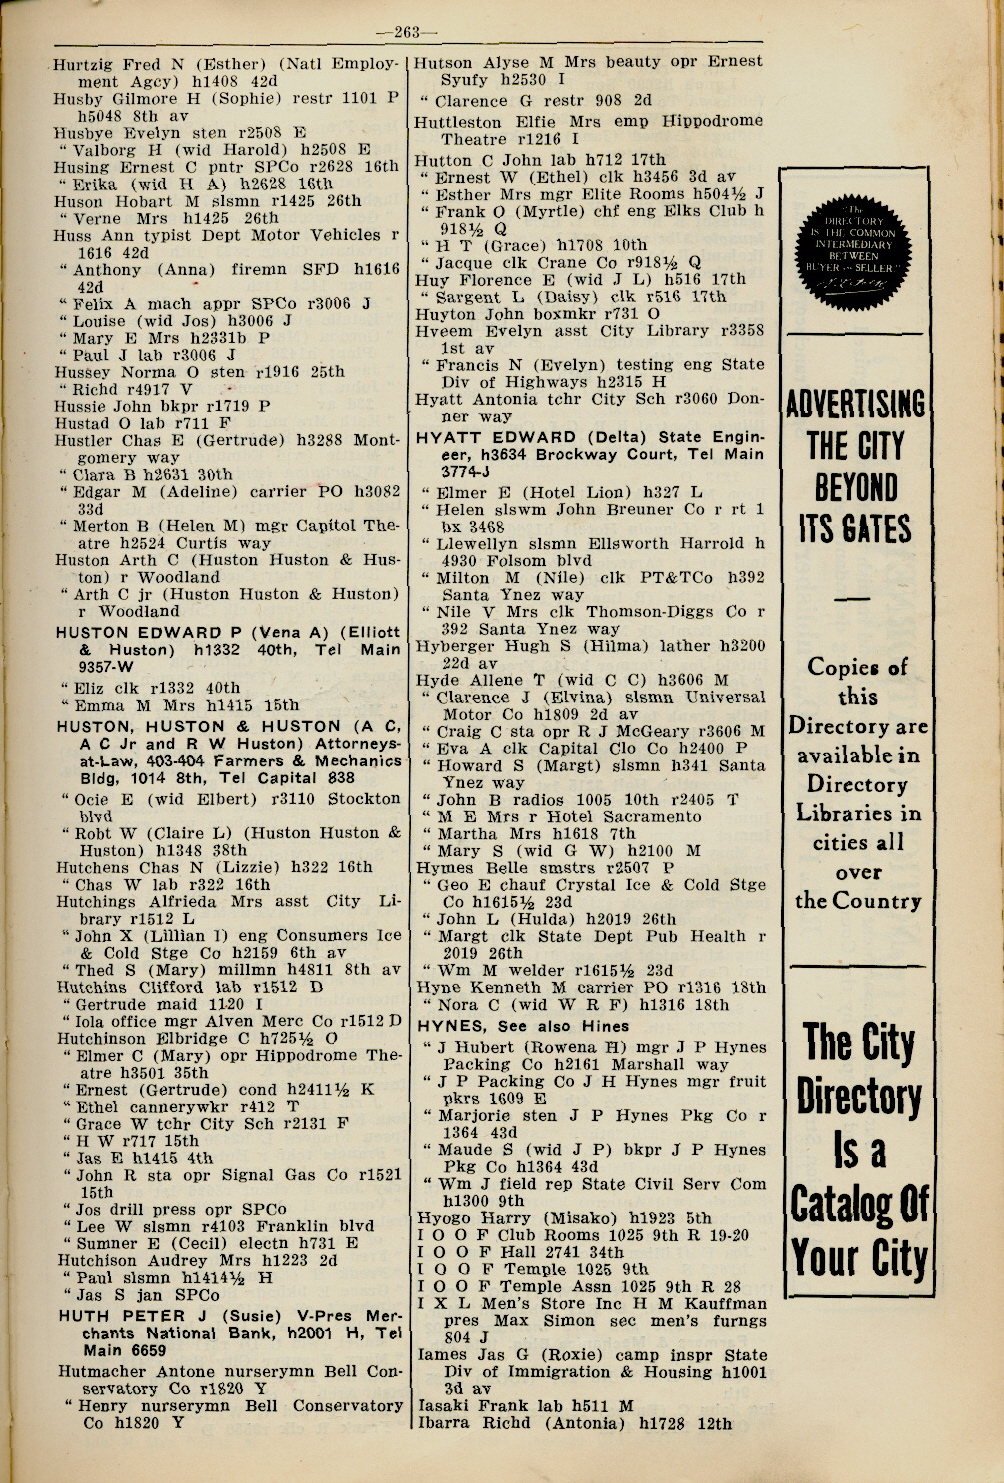 —263—
Hurtzig Fred N (Esther) (Natl Employ-
ment Agcy) h1408 42d
Husby Gilmore H (Sophie) restr 1101 P
h5048 8th av
Husbye Evelyn sten r2508 E
“ Valborg H (wid Harold) h2508 E
Husing Ernest C pntr SPCo r2628 16th
“ Erika (wid H A) h2628 16th
Huson Hobart M slsmn r1425 26th
“ Verne Mrs h1425 26th
Huss Ann typist Dept Motor Vehicles r
1616 42d
“ Anthony (Anna) firemn SFD h1616
42d
“ Felix A mach appr SPCo r3006 J
“ Louise (wid Jos) h3006 J
“ Mary E Mrs h2331b P
“ Paul J lab r3006 J
Hussey Norma O sten r1916 25th
“ Richd r4917 V
Hussie John bkpr r1719 P
Hustad O lab r711 F
Hustler Chas E (Gertrude) h3288 Mont-
gomery way
“ Clara B h2631 30th
“ Edgar M (Adeline) carrier PO h3082
33d
“ Merton B (Helen M) mgr Capitol The-
atre h2524 Curtis way
Huston Arth C (Huston Huston & Hus-
ton) r Woodland
“ Arth C jr (Huston Huston & Huston)
r Woodland
HUSTON EDWARD P (Vena A) (Elliott
& Huston) h1332 40th, Tel Main
9357-W
“ Eliz clk r1332 40th
“ Emma M Mrs h1415 15th
HUSTON, HUSTON & HUSTON (A C,
A C Jr and R W Huston) Attorneys-
at-Law, 403-404 Farmers & Mechanics
Bldg, 1014 8th, Tel Capital 838
“ Ocie E (wid Elbert) r3110 Stockton
blvd
“ Robt W (Claire L) (Huston Huston &
Huston) h1348 38th
Hutchens Chas N (Lizzie) h322 16th
“ Chas W lab r322 16th
Hutchings Alfrieda Mrs asst City Li-
brary r1512 L
“ John X (Lillian I) eng Consumers Ice
& Cold Stge Co h2159 6th av
“ Thed S (Mary) millmn h4811 8th av
Hutchins Clifford lab r1512 D
“ Gertrude maid 1120 I
“ Iola office mgr Alven Merc Co r1512 D
Hutchinson Elbridge C h725½ O
“ Elmer C (Mary) opr Hippodrome The-
atre h3501 35th
“ Ernest (Gertrude) cond h2411½ K
“ Ethel cannerywkr r412 T
“ Grace W tchr City Sch r2131 F
“ H W r717 15th
“ Jas E h1415 4th
“ John R sta opr Signal Gas Co r1521
15th
“ Jos drill press opr SPCo
“ Lee W slsmn r4103 Franklin blvd
“ Sumner E (Cecil) electn h731 E
Hutchison Audrey Mrs h1223 2d
“ Paul slsmn h1414½ H
“ Jas S jan SPCo
HUTH PETER J (Susie) V-Pres Mer-
chants National Bank, h2001 H, Tel
Main 6659
Hutmacher Antone nurserymn Bell Con-
servatory Co r1820 Y
“ Henry nurserymn Bell Conservatory
Co h1820 Y
Hutson Alyse M Mrs beauty opr Ernest
Syufy h2530 I
“ Clarence G restr 908 2d
Huttleston Elfie Mrs emp Hippodrome
Theatre r1216 I
Hutton C John lab h712 17th
“ Ernest W (Ethel) clk h3456 3d av
“ Esther Mrs mgr Elite Rooms h504½ J
“ Frank O (Myrtle) chf eng Elks Club h
918½ Q
“ H T (Grace) h1708 10th
“ Jacque clk Crane Co r918½ Q
Huy Florence E (wid J L) h516 17th
“ Sargent L (Daisy) clk r516 17th
Huyton John boxmkr r731 O
Hveem Evelyn asst City Library r3358
1st av
“ Francis N (Evelyn) testing eng State
Div of Highways h2315 H
Hyatt Antonia tchr City Sch r3060 Don-
ner way
HYATT EDWARD (Delta) State Engin-
eer, h3634 Brockway Court, Tel Main
3774-J
“ Elmer E (Hotel Lion) h327 L
“ Helen slswm John Breuner Co r rt 1
bx 3468
“ Llewellyn slsmn Ellsworth Harrold h
4930 Folsom blvd
“ Milton M (Nile) clk PT&TCo h392
Santa Ynez way
“ Nile V Mrs clk Thomson-Diggs Co r
392 Santa Ynez way
Hyberger Hugh S (Hilma) lather h3200
22d av
Hyde Allene T (wid C C) h3606 M
“ Clarence J (Elvina) slsmn Universal
Motor Co h1809 2d av
“ Craig C sta opr R J McGeary r3606 M
“ Eva A clk Capital Clo Co h2400 P
“ Howard S (Margt) slsmn h341 Santa
Ynez way
“ John B radios 1005 10th r2405 T
“ M E Mrs r Hotel Sacramento
“ Martha Mrs h1618 7th
“ Mary S (wid G W) h2100 M
Hymes Belle smstrs r2507 P
“ Geo E chauf Crystal Ice & Cold Stge
Co h1615½ 23d
“ John L (Hulda) h2019 26th
“ Margt clk State Dept Pub Health r
2019 26th
“ Wm M welder r1615½ 23d
Hyne Kenneth M carrier PO r1316 18th
“ Nora C (wid W R F) h1316 18th
HYNES, See also Hines
“ J Hubert (Rowena H) mgr J P Hynes
Packing Co h2161 Marshall way
“ J P Packing Co J H Hynes mgr fruit
pkrs 1609 E
“ Marjorie sten J P Hynes Pkg Co r
1364 43d
“ Maude S (wid J P) bkpr J P Hynes
Pkg Co h1364 43d
“ Wm J field rep State Civil Serv Com
h1300 9th
Hyogo Harry (Misako) h1923 5th
I O O F Club Rooms 1025 9th R 19-20
I O O F Hall 2741 34th
I O O F Temple 1025 9th
I O O F Temple Assn 1025 9th R 28
I X L Men's Store Inc H M Kauffman
pres Max Simon sec men's furngs
804 J
Iames Jas G (Roxie) camp inspr State
Div of Immigration & Housing h1001
3d av
Iasaki Frank lab h511 M
Ibarra Richd (Antonia) h1728 12th
"The
DIRECTORY
IS THE COMMON
INTERMEDIARY
BETWEEN
BUYER and SELLER"
ADVERTISING
THE CITY
BEYOND
ITS GATES
Copies of
this
Directory are
available in
Directory
Libraries in
cities all
over
the Country
The City
Directory
Is a
Catalog Of
Your City